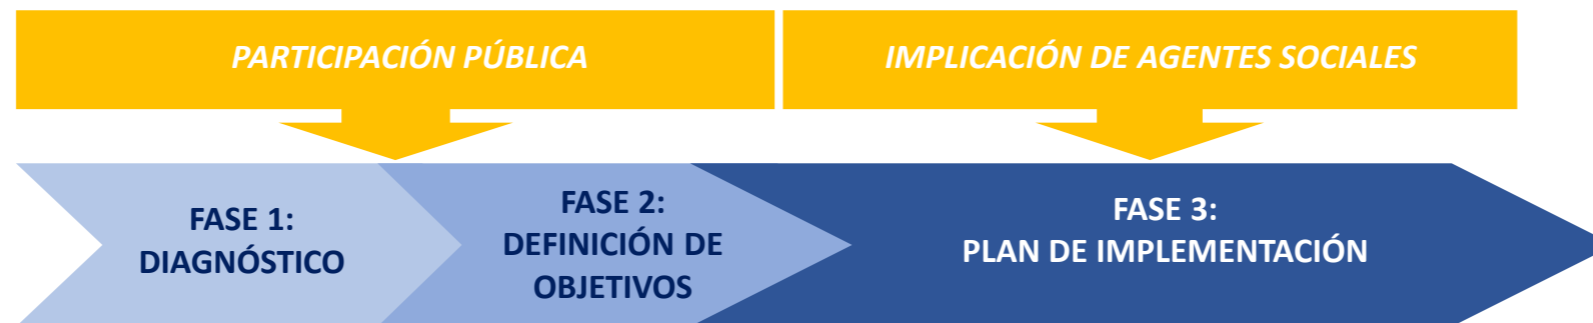 PARTICIPACIÓN PÚBLICA
IMPLICACIÓN DE AGENTES SOCIALES
FASE 1:
DIAGNÓSTICO
FASE 2:
DEFINICIÓN DE
OBJETIVOS
FASE 3:
PLAN DE IMPLEMENTACIÓN